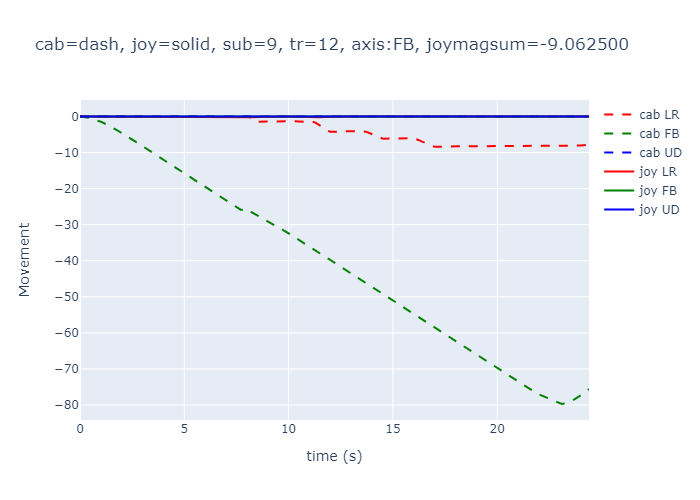 cab=dash, joy=solid, sub=9, tr=12, axis:FB, joymagsum=-9.062500
cab LR
cab FB
cab UD
joy LR
joy FB
joy UD
Movement
0
−10
−20
−30
−40
−50
−60
−70
−80
0 5 10 15 20
time (s)